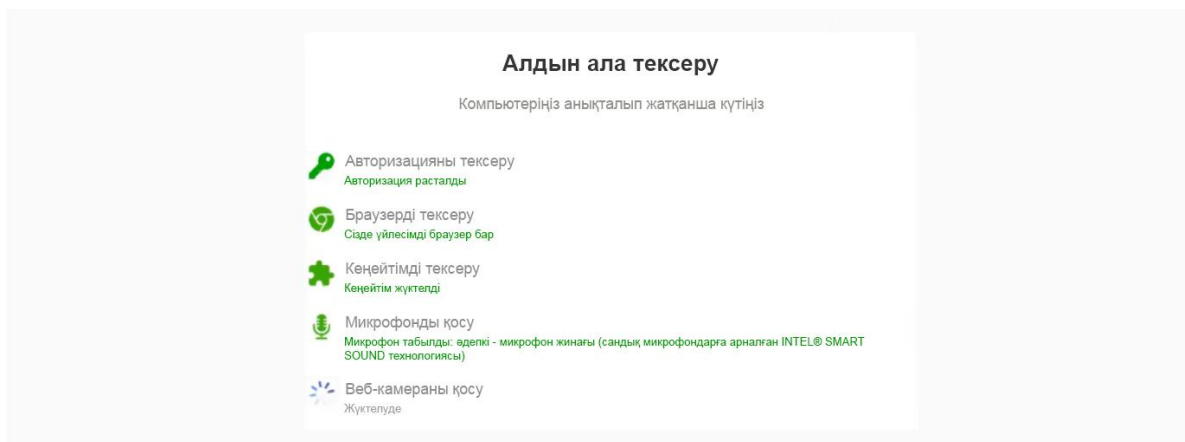 Алдын ала тексеру
Компьютеріңіз анықталып жатқанша күтіңіз
Авторизацияны тексеру
Авторизация расталды
Браузерді тексеру
Сізде үйлесімді браузер бар
Кеңейтімді тексеру
Кеңейтім жүктелді
Микрофонды қосу
Микрофон табылды: әдепкі - микрофон жинағы (сандық микрофондарға арналған INTEL® SMART
SOUND технологиясы)
Веб-камераны қосу
Жүктелуде